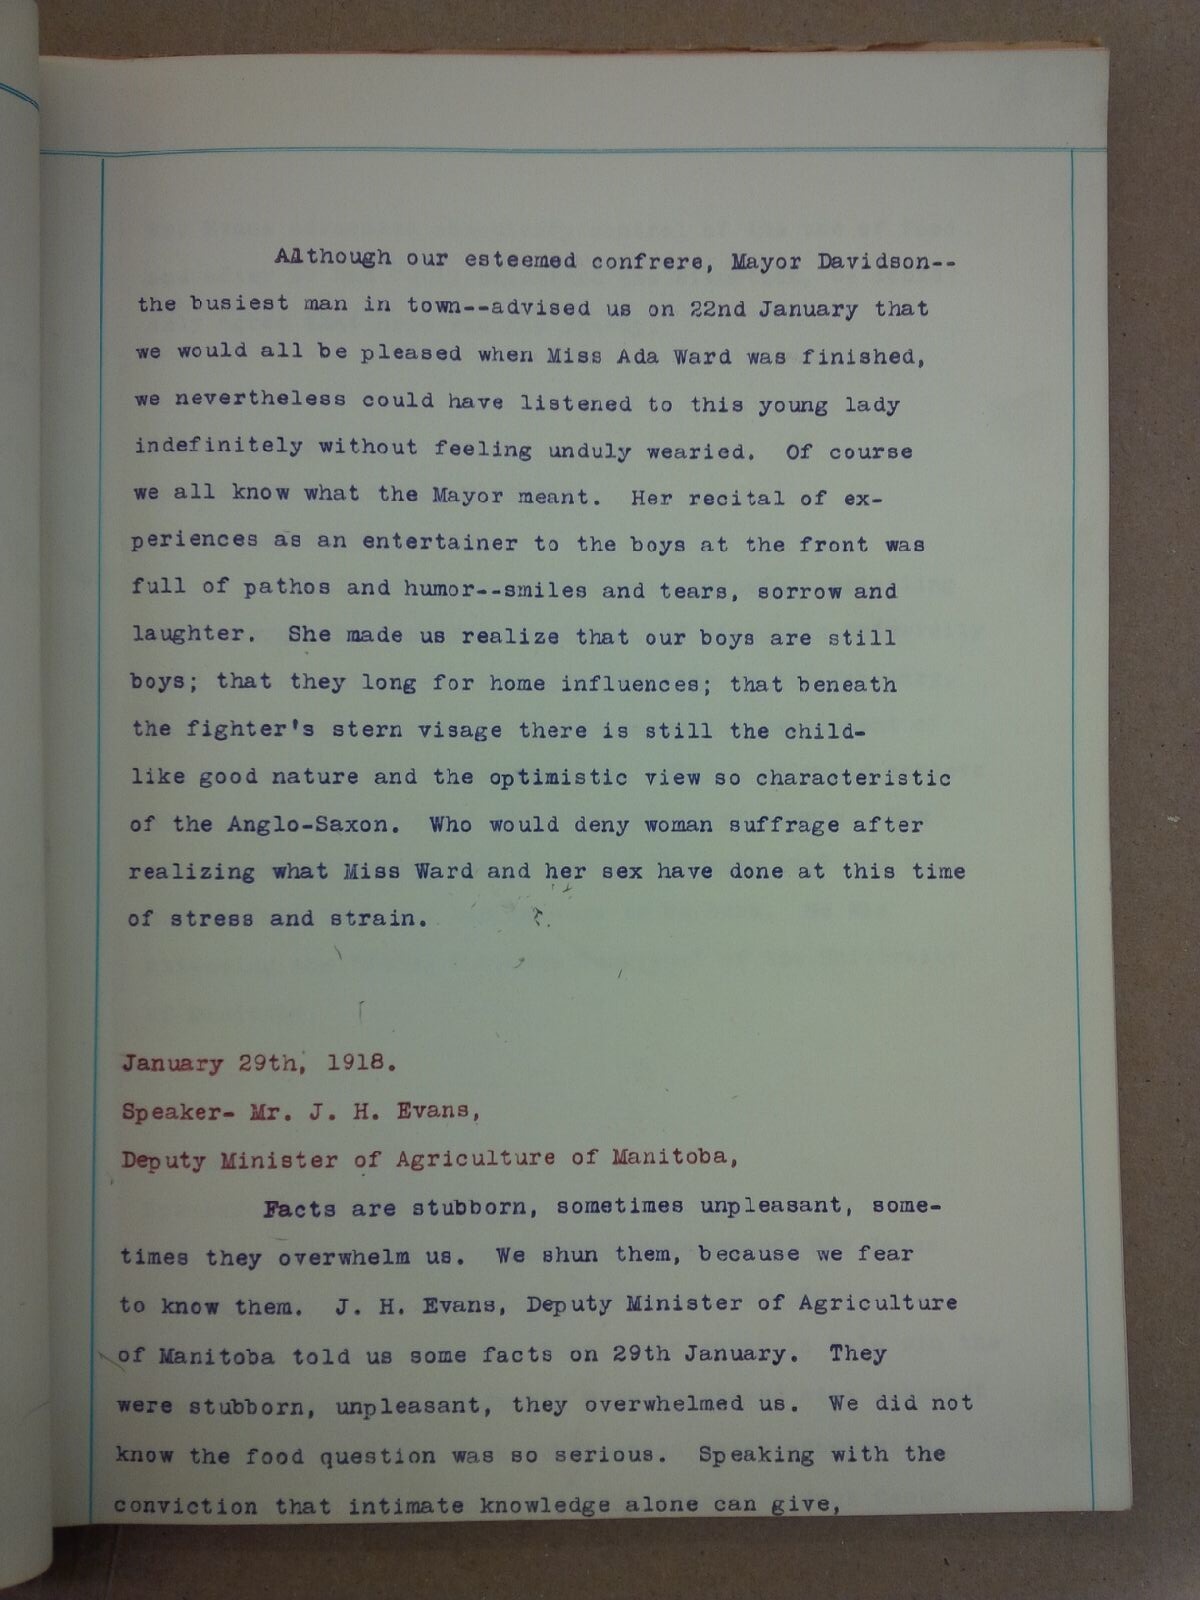 Although our esteemed confrere, Mayor Davidson--
the busiest man in town--advised us on 22nd January that
we would all be pleased when Miss Ada Ward was finished,
we nevertheless could have listened to this young lady
indefinitely without feeling unduly wearied. Of course
we all know what the Mayor meant. Her recital of ex-
periences as an entertainer to the boys at the front was
full of pathos and humor--smiles and tears, sorrow and
laughter. She made us realize that our boys are still
boys; that they long for home influences; that beneath
the fighter's stern visage there is still the child-
like good nature and the optimistic view so characteristic
of the Anglo-Saxon. Who would deny woman suffrage after
realizing what Miss Ward and her sex have done at this time
of stress and strain.
January 29th, 1918.
Speaker- Mr. J. H. Evans,
Deputy Minister of Agriculture of Manitoba,
Facts are stubborn, sometimes unpleasant, some-
times they overwhelm us. We shun them, because we fear
to know them. J. H. Evans, Deputy Minister of Agriculture
of Manitoba told us some facts on 29th January. They
were stubborn, unpleasant, they overwhelmed us. We did not
know the food question was so serious. Speaking with the
conviction that intimate knowledge alone can give,